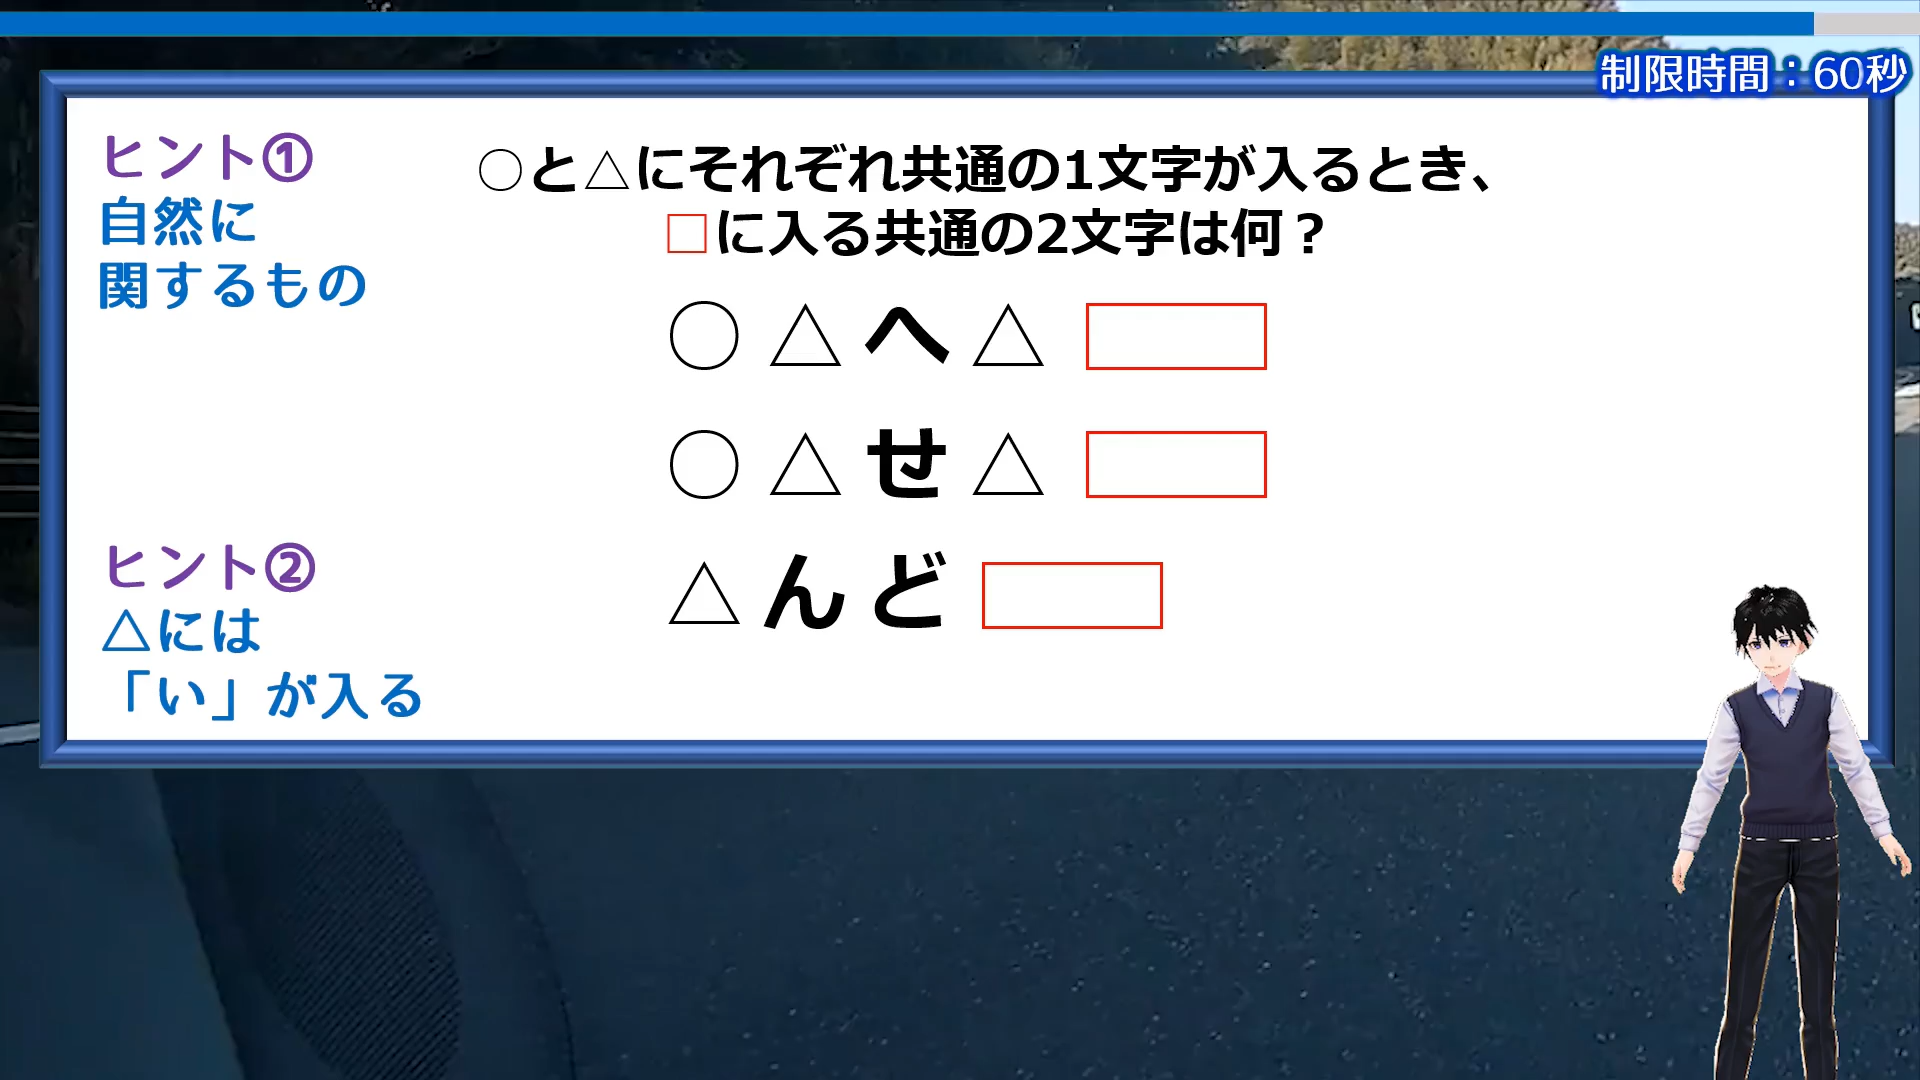 制限時間：60秒
ヒント①
自然に
関するもの
○と△にそれぞれ共通の1文字が入るとき、
□に入る共通の2文字は何？
○△へ△□
○△せ△□
△んど□
ヒント②
△には
「い」が入る